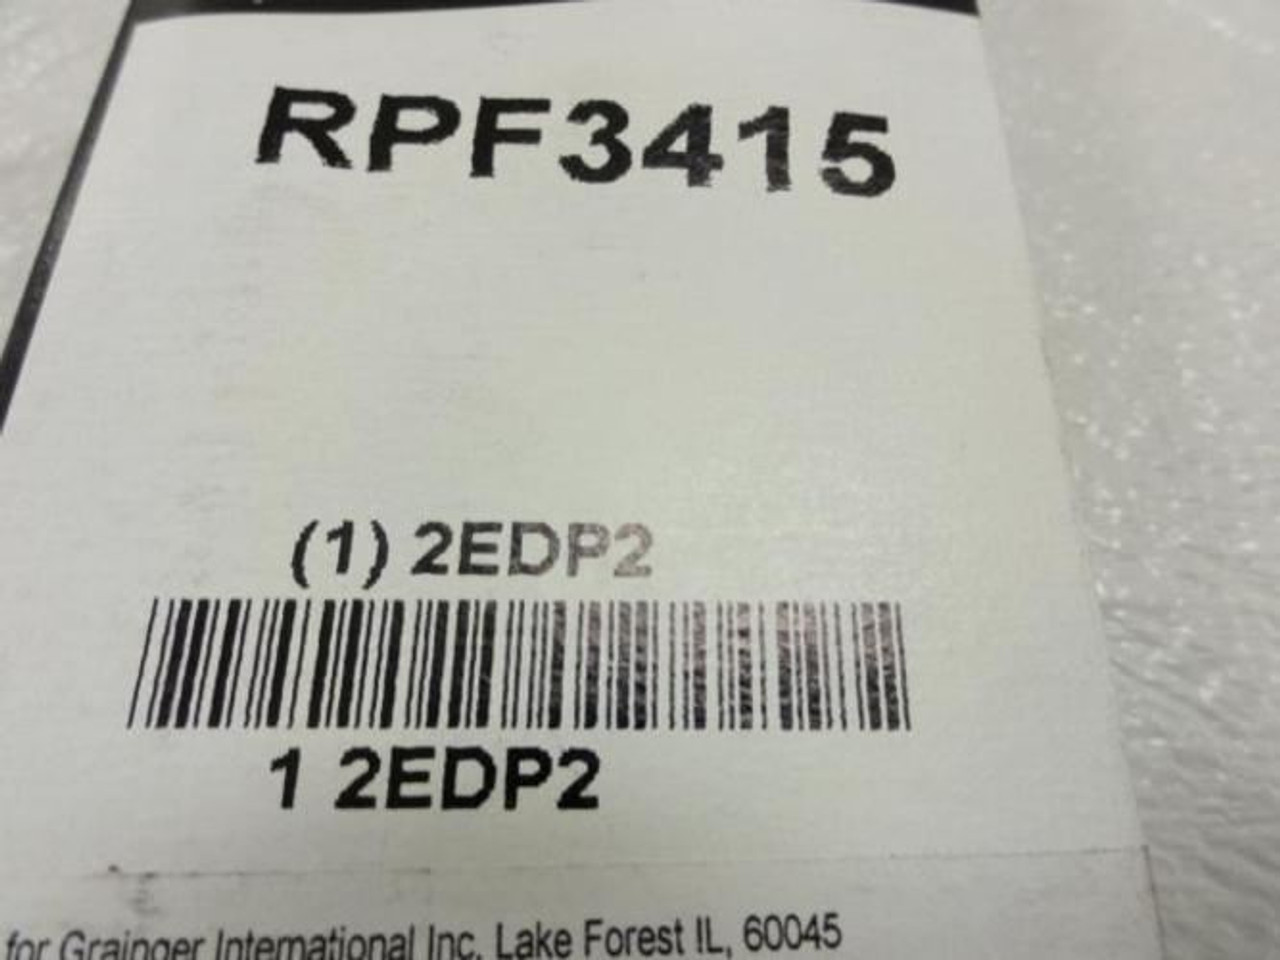 RPF3415
(1) 2EDP2
1 2EDP2
for Grainger International Inc. Lake Forest IL, 60045